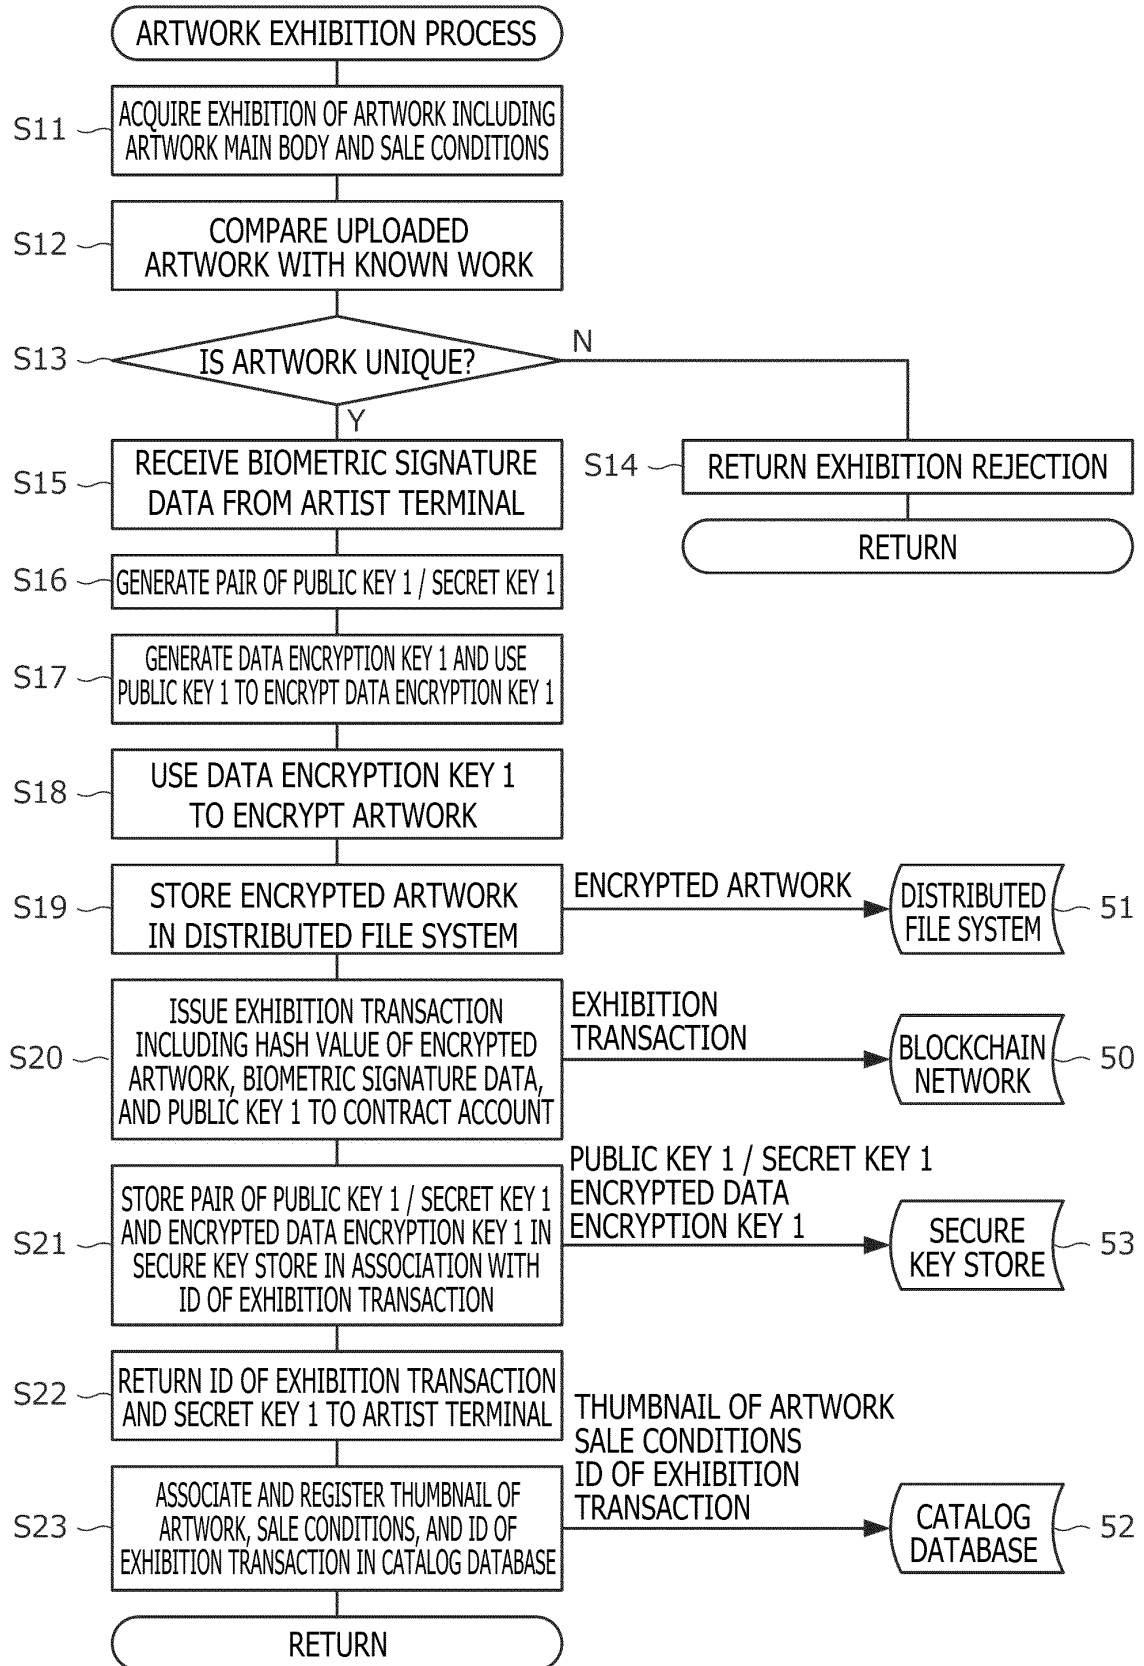 ARTWORK EXHIBITION PROCESS
S11
ACQUIRE EXHIBITION OF ARTWORK INCLUDING
ARTWORK MAIN BODY AND SALE CONDITIONS
S12
COMPARE UPLOADED
ARTWORK WITH KNOWN WORK
S13
IS ARTWORK UNIQUE?
N
Y
S14
RETURN EXHIBITION REJECTION
RETURN
S15
RECEIVE BIOMETRIC SIGNATURE
DATA FROM ARTIST TERMINAL
S16
GENERATE PAIR OF PUBLIC KEY 1 / SECRET KEY 1
S17
GENERATE DATA ENCRYPTION KEY 1 AND USE
PUBLIC KEY 1 TO ENCRYPT DATA ENCRYPTION KEY 1
S18
USE DATA ENCRYPTION KEY 1
TO ENCRYPT ARTWORK
S19
STORE ENCRYPTED ARTWORK
IN DISTRIBUTED FILE SYSTEM
ENCRYPTED ARTWORK
DISTRIBUTED
FILE SYSTEM
51
S20
ISSUE EXHIBITION TRANSACTION
INCLUDING HASH VALUE OF ENCRYPTED
ARTWORK, BIOMETRIC SIGNATURE DATA,
AND PUBLIC KEY 1 TO CONTRACT ACCOUNT
EXHIBITION
TRANSACTION
BLOCKCHAIN
NETWORK
50
S21
STORE PAIR OF PUBLIC KEY 1 / SECRET KEY 1
AND ENCRYPTED DATA ENCRYPTION KEY 1 IN
SECURE KEY STORE IN ASSOCIATION WITH
ID OF EXHIBITION TRANSACTION
PUBLIC KEY 1 / SECRET KEY 1
ENCRYPTED DATA
ENCRYPTION KEY 1
SECURE
KEY STORE
53
S22
RETURN ID OF EXHIBITION TRANSACTION
AND SECRET KEY 1 TO ARTIST TERMINAL
S23
ASSOCIATE AND REGISTER THUMBNAIL OF
ARTWORK, SALE CONDITIONS, AND ID OF
EXHIBITION TRANSACTION IN CATALOG DATABASE
THUMBNAIL OF ARTWORK
SALE CONDITIONS
ID OF EXHIBITION
TRANSACTION
CATALOG
DATABASE
52
RETURN